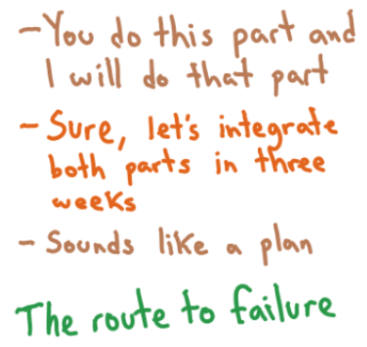 -You do this part and
I will do that part
- Sure, let's integrate
both parts in three
weeks
- Sounds like a plan
The route to failure